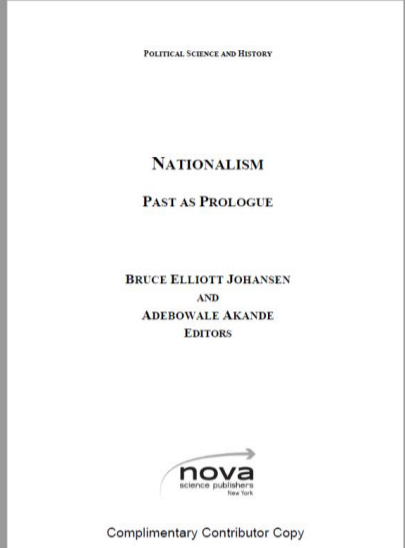 POLITICAL SCIENCE AND HISTORY
NATIONALISM
PAST AS PROLOGUE
BRUCE ELLIOTT JOHANSEN
AND
ADEBOWALE AKANDE
EDITORS
nova
science publishers
New York
Complimentary Contributor Copy